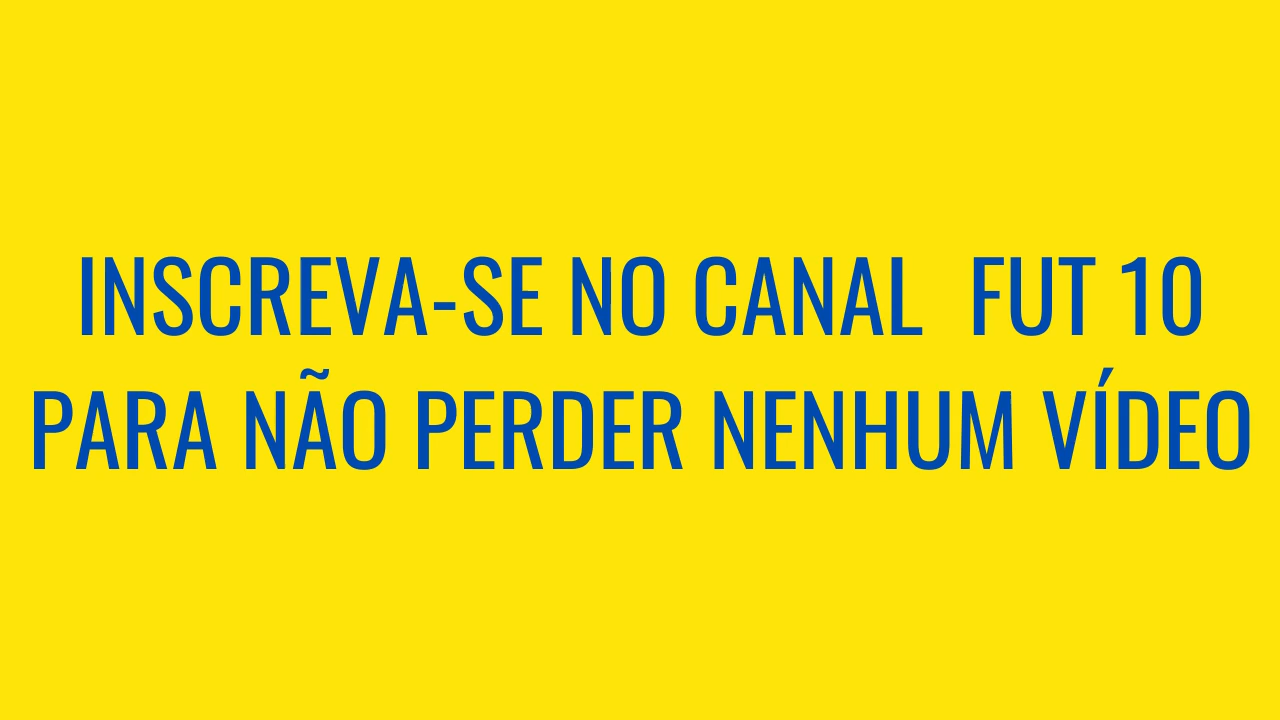 INSCREVA-SE NO CANAL  FUT 10
PARA NÃO PERDER NENHUM VÍDEO